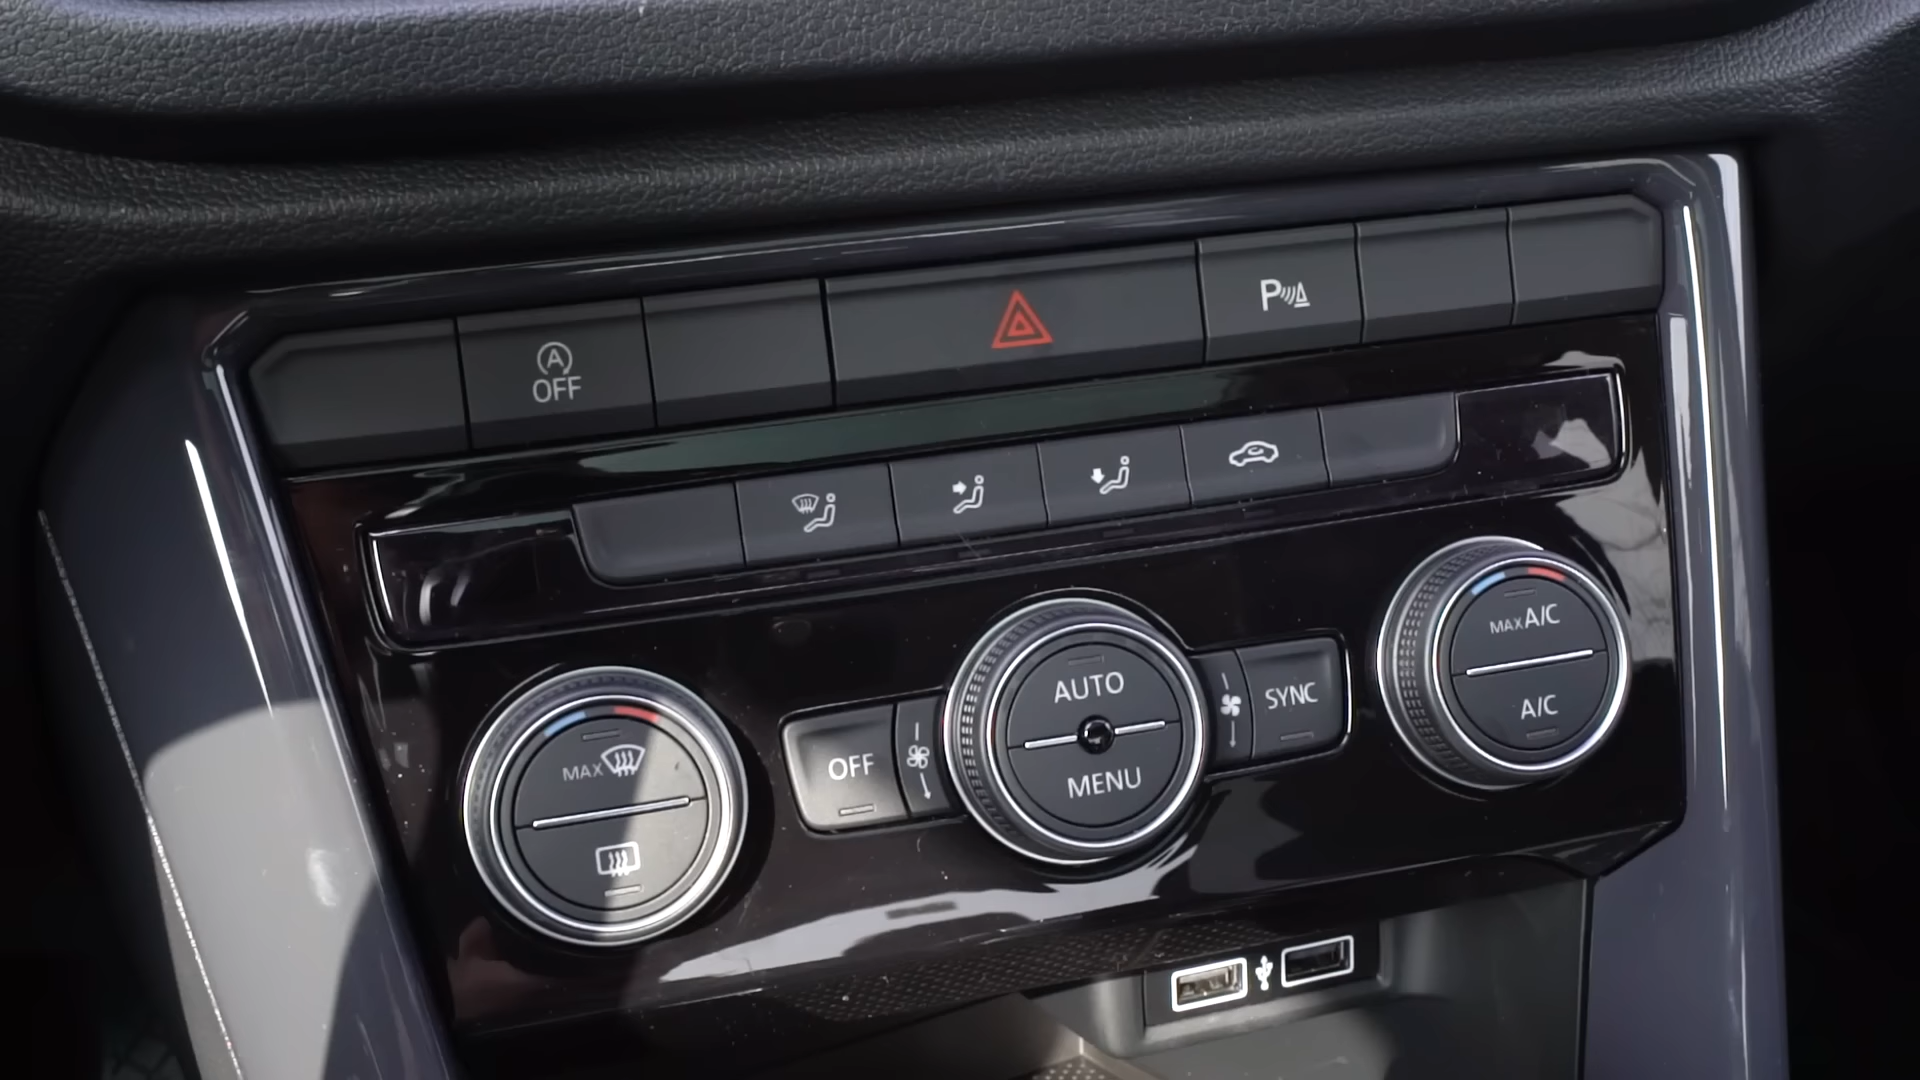 A
OFF
P
MAX
OFF
AUTO
MENU
SYNC
MAX A/C
A/C